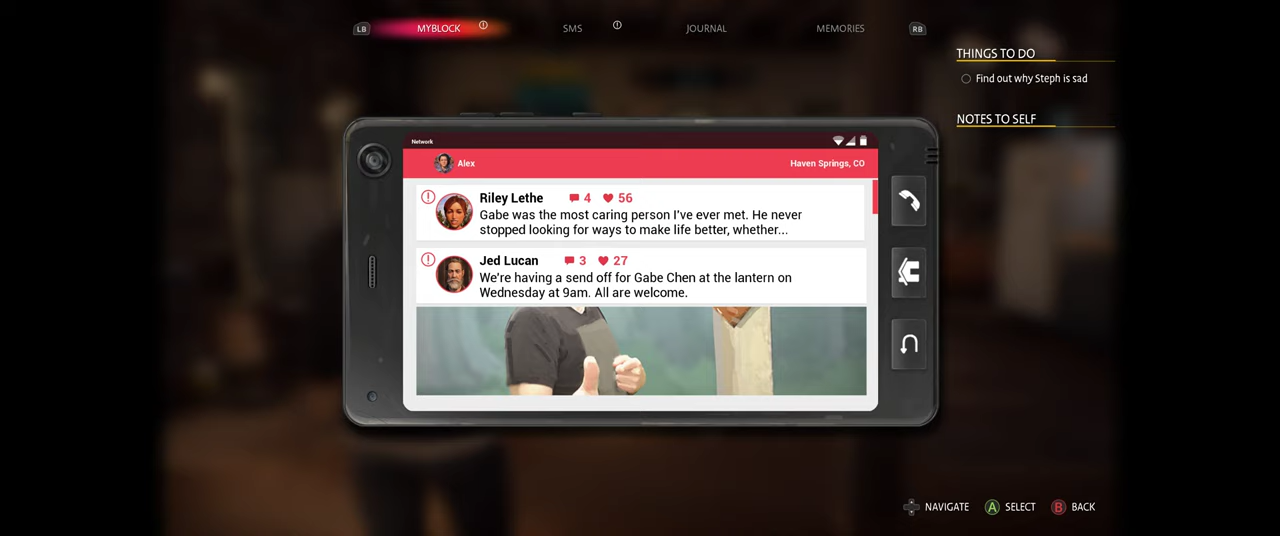 LB MYBLOCK SMS JOURNAL MEMORIES RB
THINGS TO DO
Find out why Steph is sad
NOTES TO SELF
Network
Alex Haven Springs, CO
Riley Lethe 4 56
Gabe was the most caring person I've ever met. He never
stopped looking for ways to make life better, whether...
Jed Lucan 3 27
We're having a send off for Gabe Chen at the lantern on
Wednesday at 9am. All are welcome.
NAVIGATE A SELECT B BACK